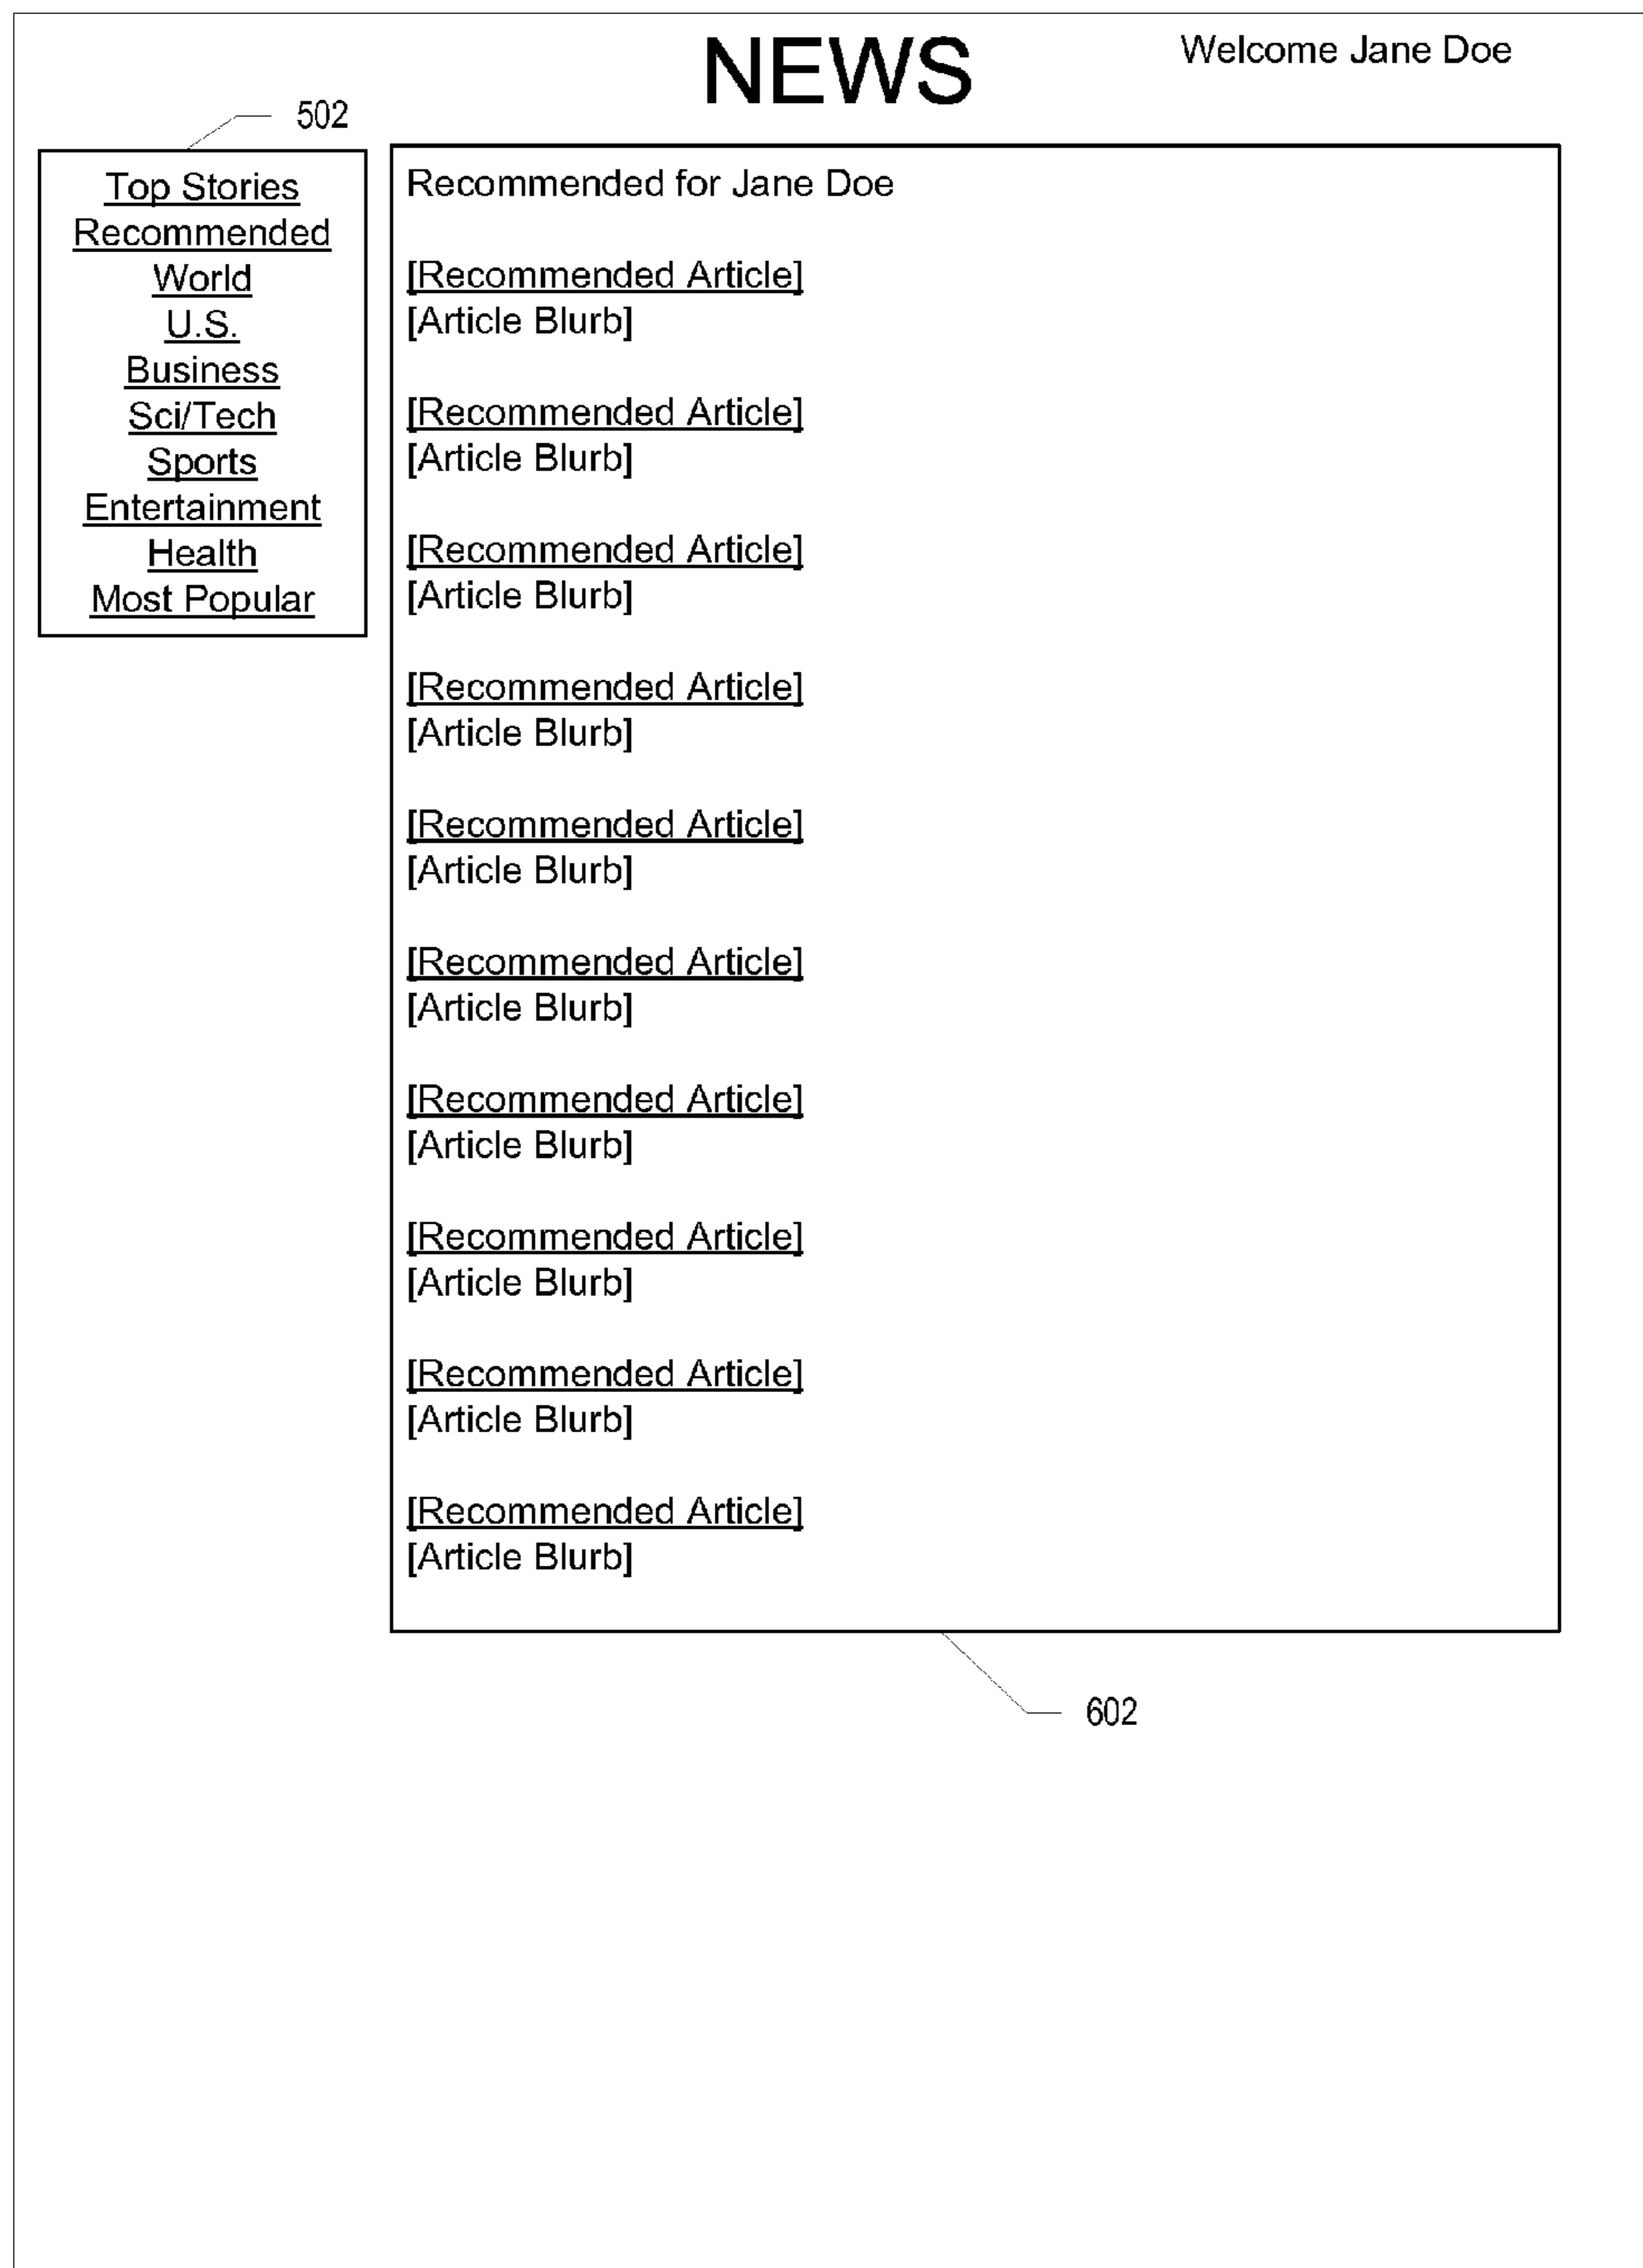 NEWS
Welcome Jane Doe
502
Top Stories
Recommended
World
U.S.
Business
Sci/Tech
Sports
Entertainment
Health
Most Popular
Recommended for Jane Doe
[Recommended Article]
[Article Blurb]
[Recommended Article]
[Article Blurb]
[Recommended Article]
[Article Blurb]
[Recommended Article]
[Article Blurb]
[Recommended Article]
[Article Blurb]
[Recommended Article]
[Article Blurb]
[Recommended Article]
[Article Blurb]
[Recommended Article]
[Article Blurb]
[Recommended Article]
[Article Blurb]
[Recommended Article]
[Article Blurb]
602